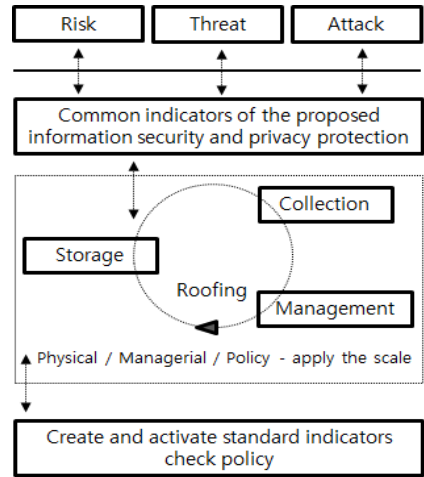 Risk
Threat
Attack
Common indicators of the proposed
information security and privacy protection
Collection
Storage
Roofing
Management
Physical / Managerial / Policy - apply the scale
Create and activate standard indicators
check policy